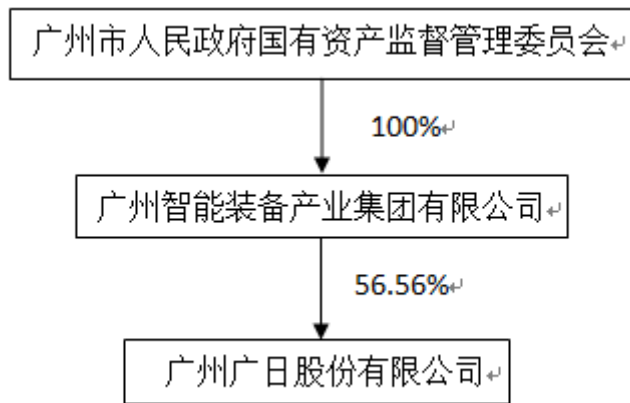 广州市人民政府国有资产监督管理委员会
100%
广州智能装备产业集团有限公司
56.56%
广州广日股份有限公司